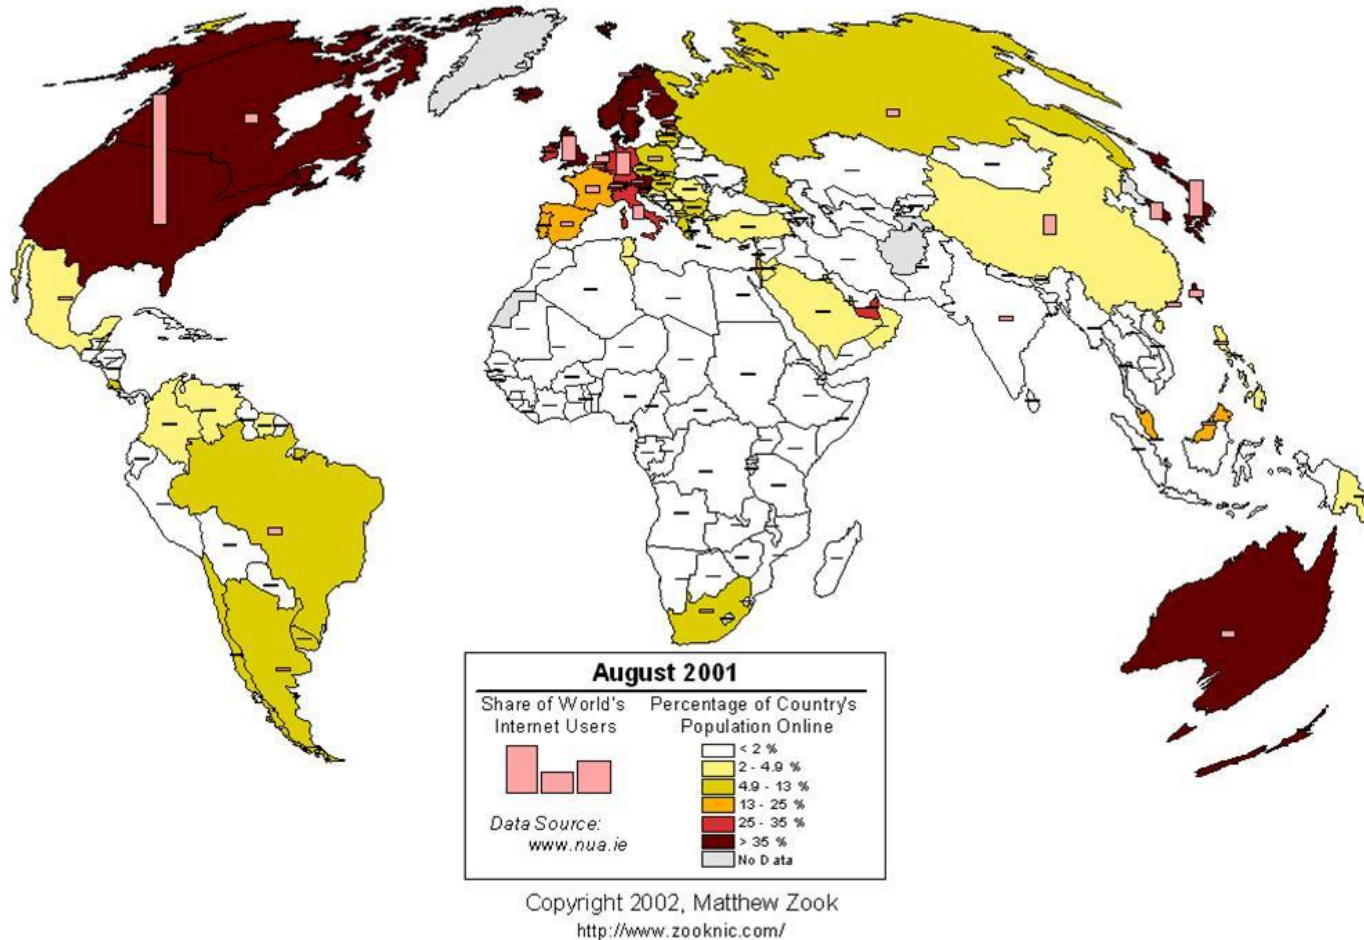 August 2001
Share of World's
Internet Users
Percentage of Country's
Population Online
< 2 %
2 - 4.9 %
4.9 - 13 %
13 - 25 %
25 - 35 %
> 35 %
No Data
Data Source:
www.nua.ie
Copyright 2002, Matthew Zook
http://www.zooknic.com/